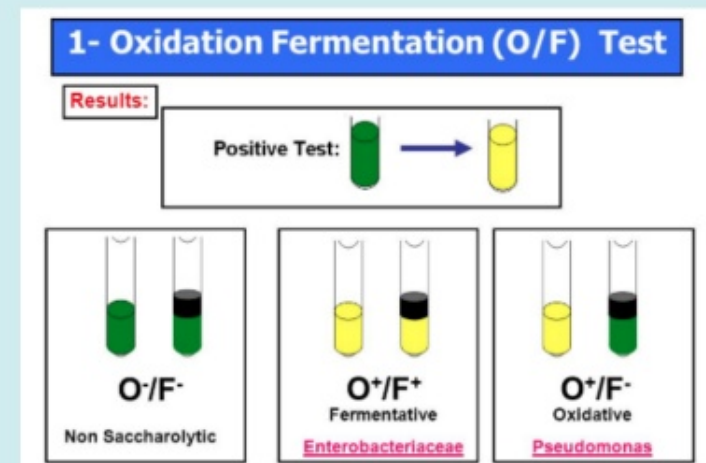 1- Oxidation Fermentation (O/F) Test
Results:
Positive Test:
O⁻/F⁻
Non Saccharolytic
O⁺/F⁺
Fermentative
Enterobacteriaceae
O⁺/F⁻
Oxidative
Pseudomonas